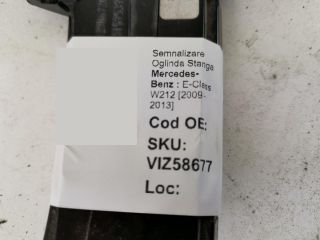 Semnalizare
Oglinda Stanga
Mercedes-
Benz : E-Class
W212 [2009-
2013]
Cod OE:
SKU:
VIZ58677
Loc: